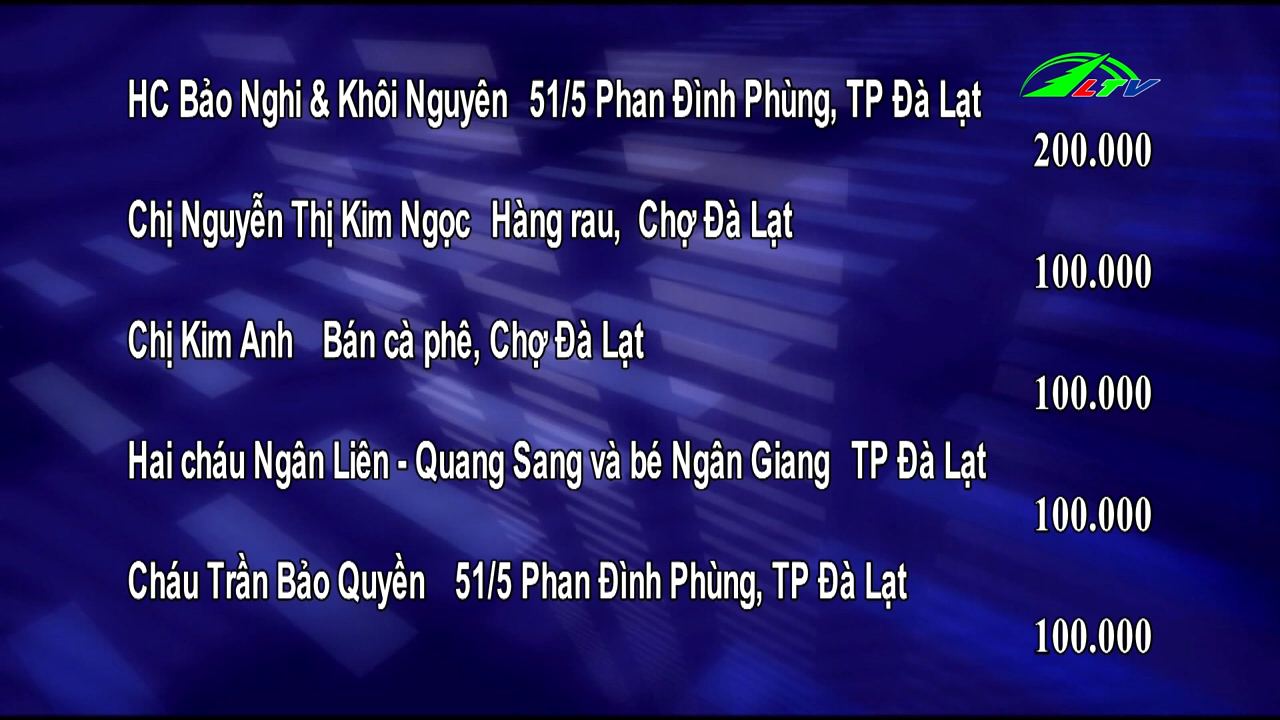 LTV
HC Bảo Nghi & Khôi Nguyên 51/5 Phan Đình Phùng, TP Đà Lạt
200.000
Chị Nguyễn Thị Kim Ngọc Hàng rau, Chợ Đà Lạt
100.000
Chị Kim Anh Bán cà phê, Chợ Đà Lạt
100.000
Hai cháu Ngân Liên - Quang Sang và bé Ngân Giang TP Đà Lạt
100.000
Cháu Trần Bảo Quyền 51/5 Phan Đình Phùng, TP Đà Lạt
100.000